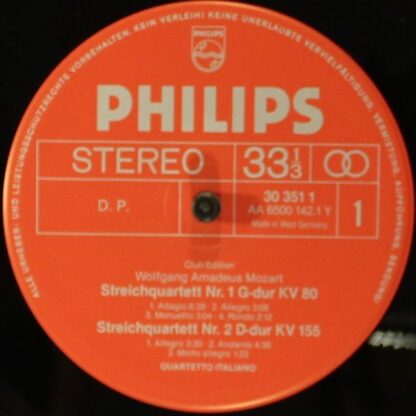 PHILIPS
PHILIPS
STEREO
33⅓
D. P.
30 351 1
AA 6500 142.1 Y
Made in West Germany
1
Club-Edition
Wolfgang Amadeus Mozart
Streichquartett Nr. 1 G-dur KV 80
1. Adagio 6:39 · 2. Allegro 3:08
3. Menuetto 3:04 · 4. Rondo 2:13
Streichquartett Nr. 2 D-dur KV 155
1. Allegro 3:30 · 2. Andante 4:38
3. Molto allegro 1:22
QUARTETTO ITALIANO
ALLE URHEBER- UND LEISTUNGSSCHUTZRECHTE VORBEHALTEN. KEIN VERLEIH! KEINE UNERLAUBTE VERVIELFÄLTIGUNG, VERMIETUNG, AUFFÜHRUNG, SENDUNG!